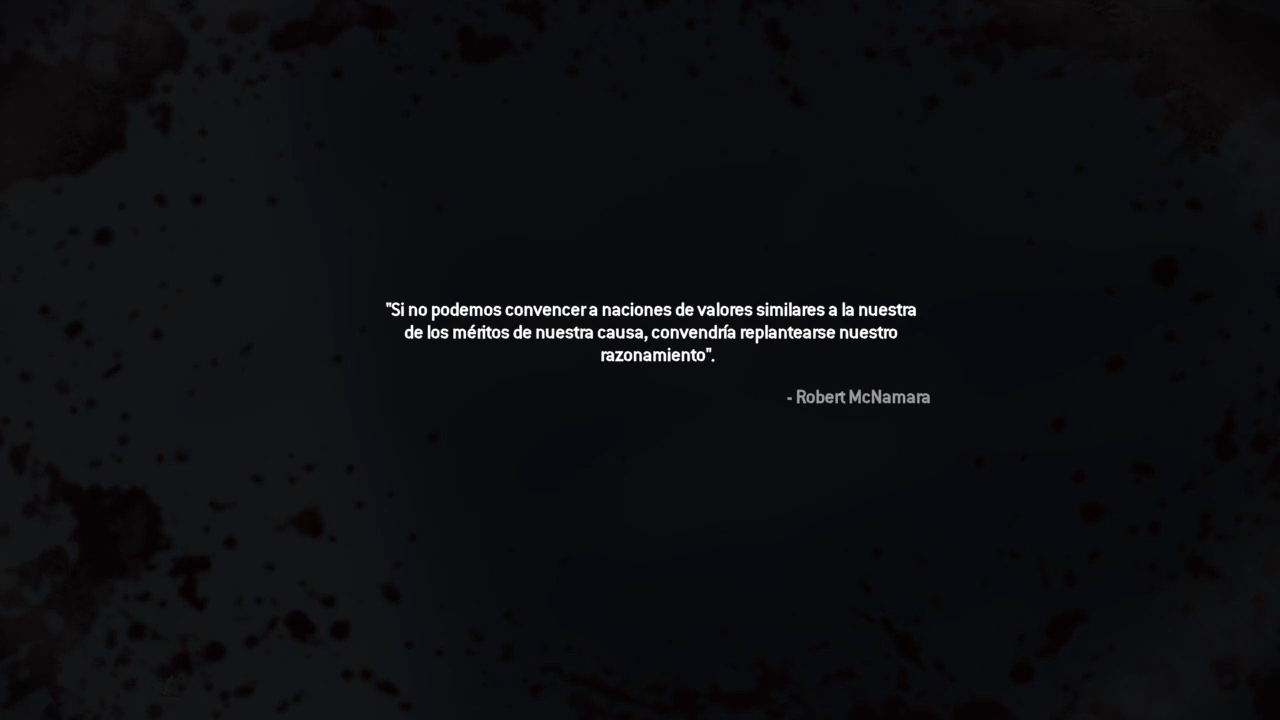 "Si no podemos convencer a naciones de valores similares a la nuestra
de los méritos de nuestra causa, convendría replantearse nuestro
razonamiento".
- Robert McNamara